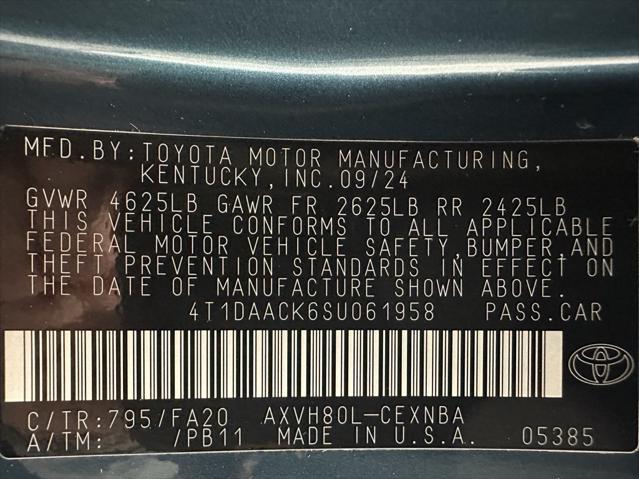 MFD.BY:TOYOTA MOTOR MANUFACTURING,
KENTUCKY,INC.09/24
GVWR 4625LB GAWR FR 2625LB RR 2425LB
THIS VEHICLE CONFORMS TO ALL APPLICABLE
FEDERAL MOTOR VEHICLE SAFETY,BUMPER,AND
THEFT PREVENTION STANDARDS IN EFFECT ON
THE DATE OF MANUFACTURE SHOWN ABOVE.
4T1DAACK6SU061958 PASS.CAR
C/TR:795/FA20 AXVH80L-CEXNBA
A/TM: /PB11 MADE IN U.S.A. 05385